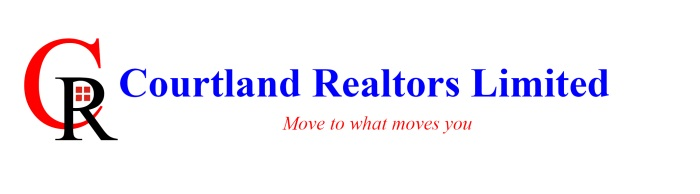 CR
Courtland Realtors Limited
Move to what moves you